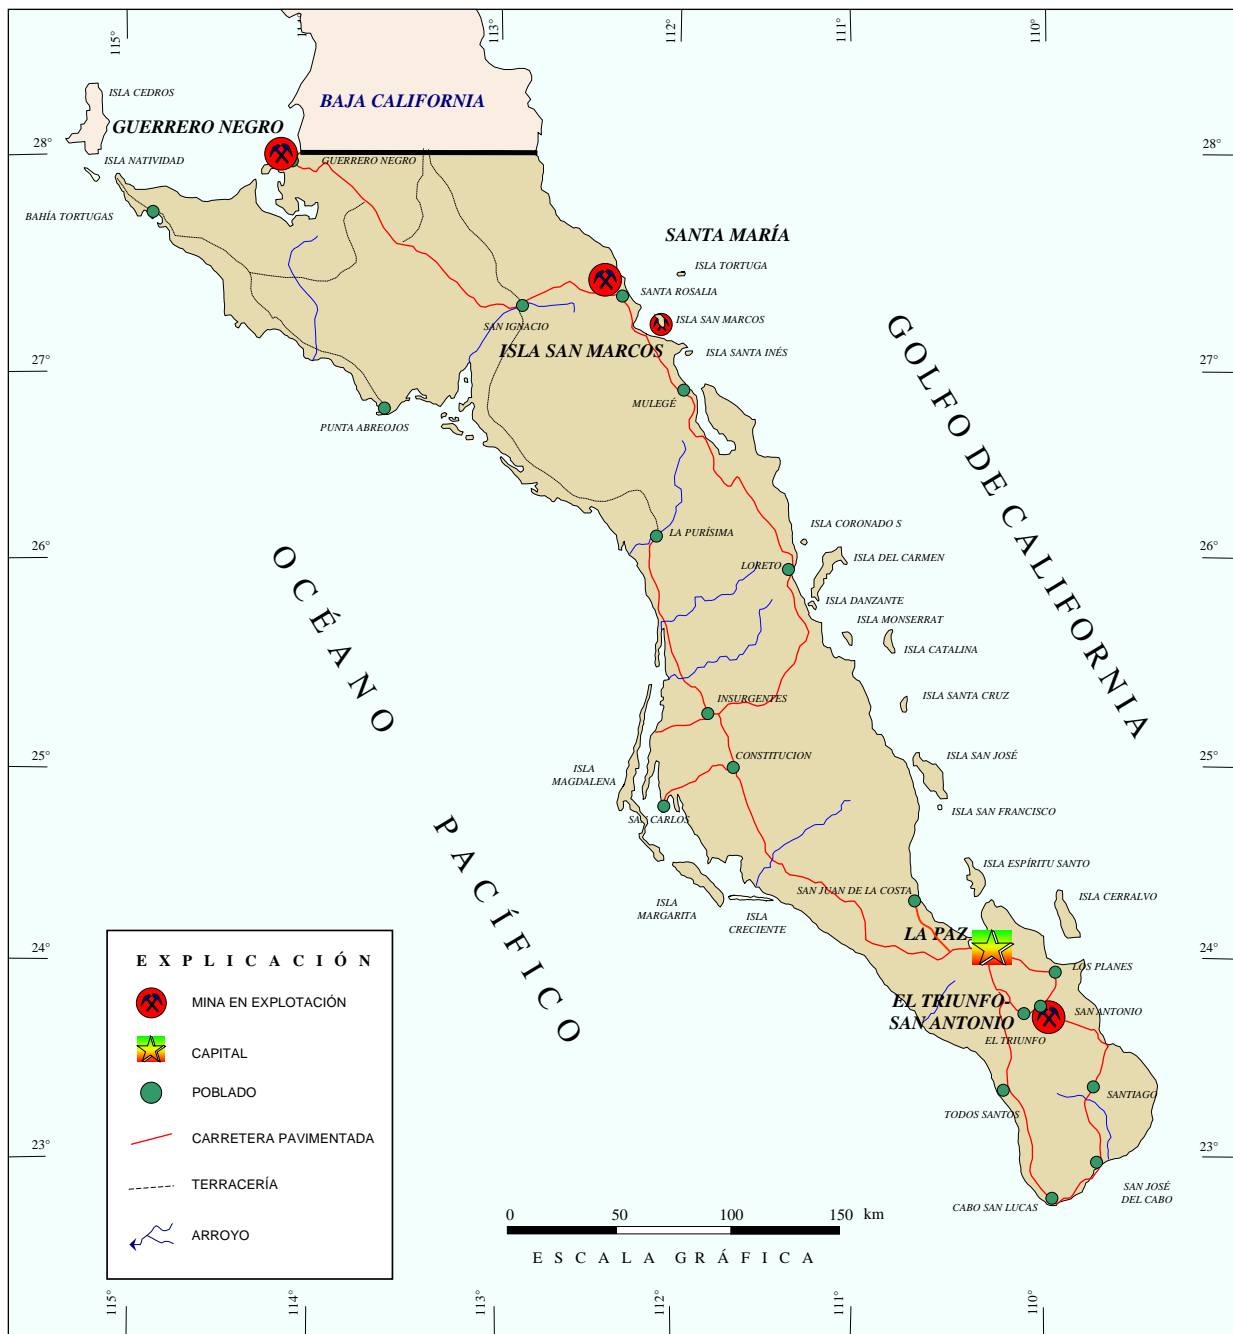 115°
113°
112°
111°
110°
ISLA CEDROS
BAJA CALIFORNIA
GUERRERO NEGRO
28°
28°
ISLA NATIVIDAD
GUERRERO NEGRO
BAHÍA TORTUGAS
SANTA MARÍA
ISLA TORTUGA
SANTA ROSALIA
SAN IGNACIO
ISLA SAN MARCOS
ISLA SAN MARCOS
ISLA SANTA INÉS
27°
27°
MULEGÉ
PUNTA ABREOJOS
GOLFO DE CALIFORNIA
LA PURÍSIMA
ISLA CORONADO S
26°
26°
LORETO
ISLA DEL CARMEN
ISLA DANZANTE
ISLA MONSERRAT
ISLA CATALINA
OCÉANO
PACÍFICO
INSURGENTES
ISLA SANTA CRUZ
25°
25°
CONSTITUCION
ISLA SAN JOSÉ
ISLA
MAGDALENA
SAN CARLOS
ISLA SAN FRANCISCO
ISLA ESPÍRITU SANTO
SAN JUAN DE LA COSTA
ISLA CERRALVO
ISLA
MARGARITA
ISLA
CRECIENTE
LA PAZ
24°
24°
LOS PLANES
EL TRIUNFO-
SAN ANTONIO
SAN ANTONIO
EL TRIUNFO
TODOS SANTOS
SANTIAGO
23°
23°
SAN JOSÉ
DEL CABO
CABO SAN LUCAS
EXPLICACIÓN
MINA EN EXPLOTACIÓN
CAPITAL
POBLADO
CARRETERA PAVIMENTADA
TERRACERÍA
ARROYO
0
50
100
150
km
ESCALA GRÁFICA
115°
114°
113°
112°
111°
110°